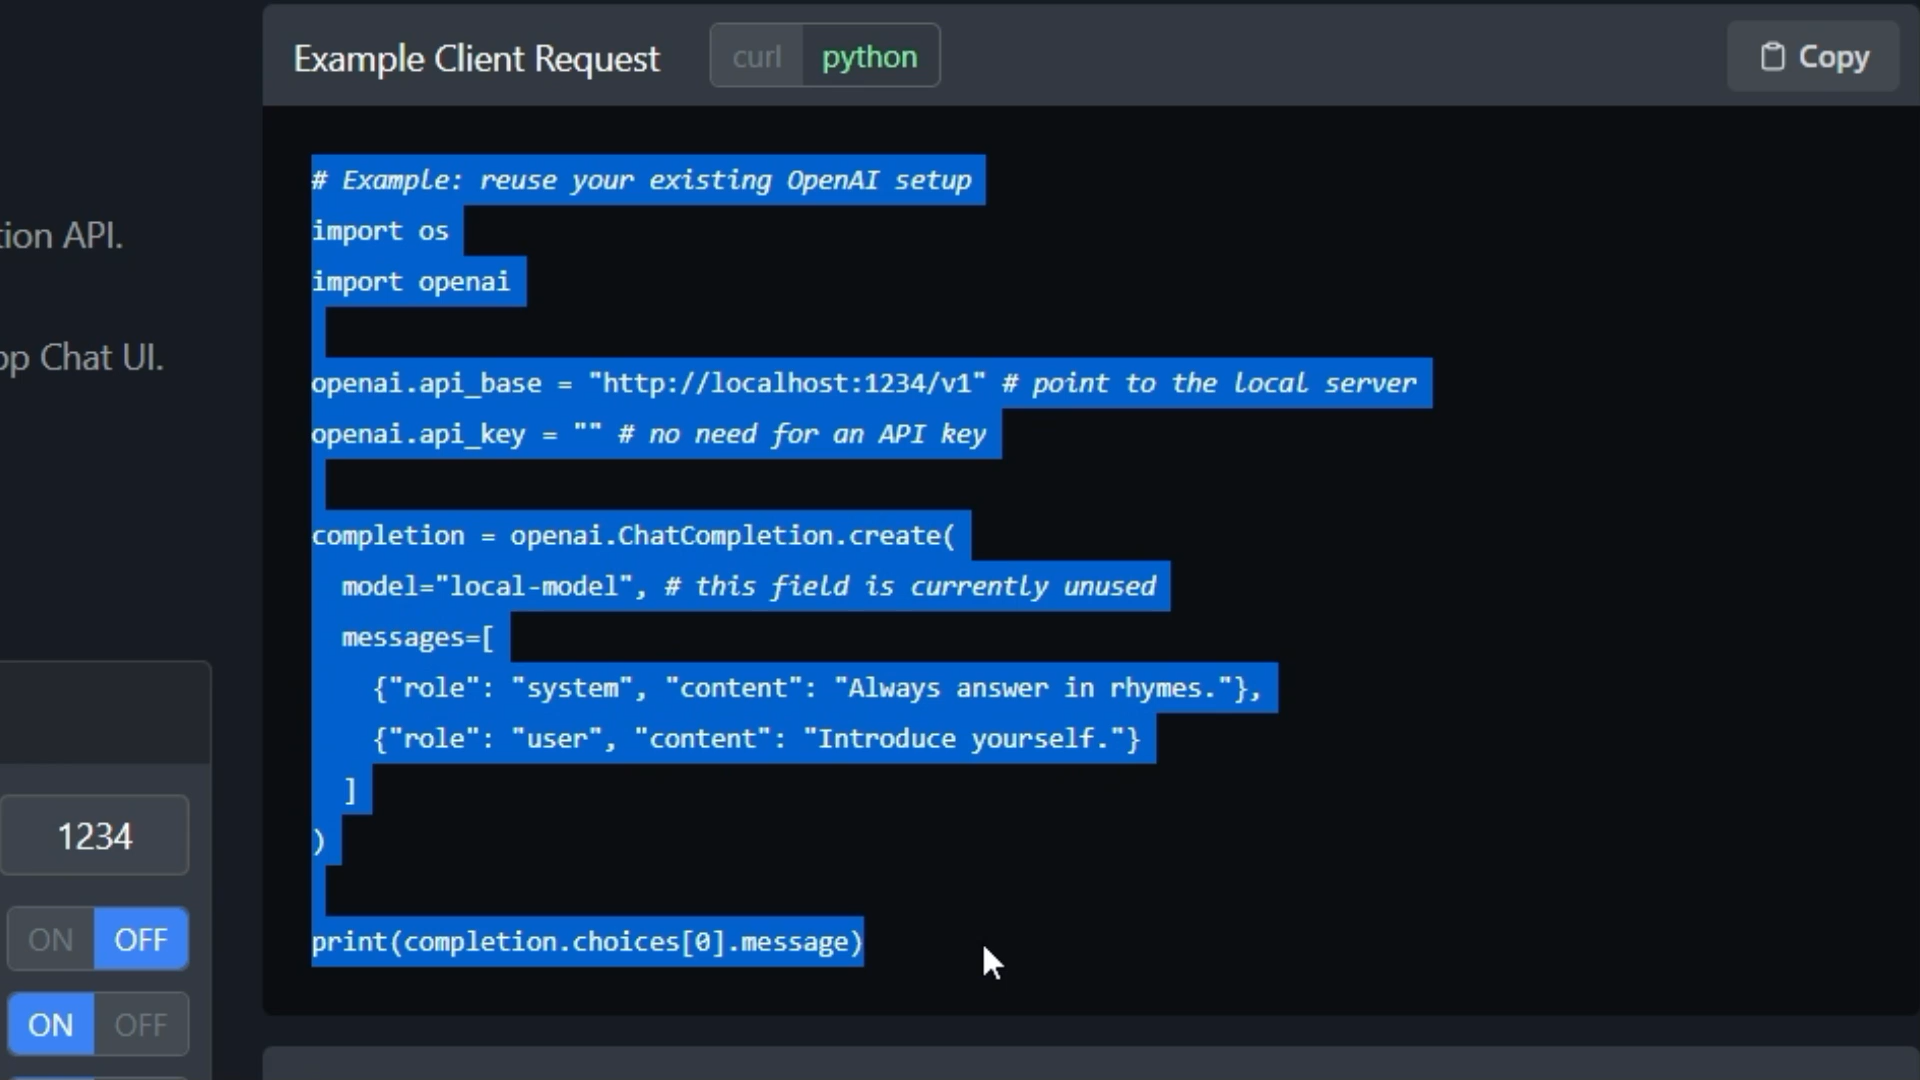 Example Client Request
curl python
Copy
# Example: reuse your existing OpenAI setup
import os
import openai
openai.api_base = "http://localhost:1234/v1" # point to the local server
openai.api_key = "" # no need for an API key
completion = openai.ChatCompletion.create(
  model="local-model", # this field is currently unused
  messages=[
    {"role": "system", "content": "Always answer in rhymes."},
    {"role": "user", "content": "Introduce yourself."}
  ]
)
print(completion.choices[0].message)
tion API.
Chat UI.
1234
ON OFF
ON OFF